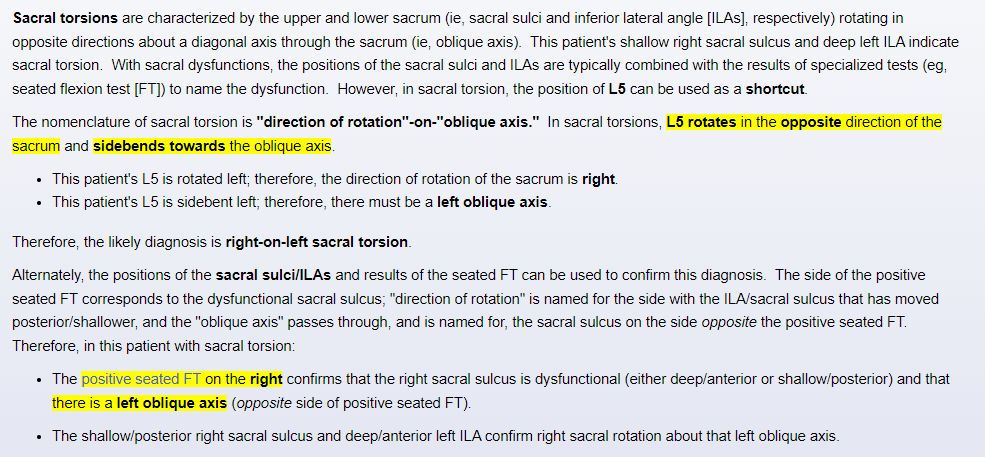 Sacral torsions are characterized by the upper and lower sacrum (ie, sacral sulci and inferior lateral angle [ILAs], respectively) rotating in
opposite directions about a diagonal axis through the sacrum (ie, oblique axis).  This patient's shallow right sacral sulcus and deep left ILA indicate
sacral torsion.  With sacral dysfunctions, the positions of the sacral sulci and ILAs are typically combined with the results of specialized tests (eg,
seated flexion test [FT]) to name the dysfunction.  However, in sacral torsion, the position of L5 can be used as a shortcut.
The nomenclature of sacral torsion is "direction of rotation"-on-"oblique axis."  In sacral torsions, L5 rotates in the opposite direction of the
sacrum and sidebends towards the oblique axis.
• This patient's L5 is rotated left; therefore, the direction of rotation of the sacrum is right.
• This patient's L5 is sidebent left; therefore, there must be a left oblique axis.
Therefore, the likely diagnosis is right-on-left sacral torsion.
Alternately, the positions of the sacral sulci/ILAs and results of the seated FT can be used to confirm this diagnosis.  The side of the positive
seated FT corresponds to the dysfunctional sacral sulcus; "direction of rotation" is named for the side with the ILA/sacral sulcus that has moved
posterior/shallower, and the "oblique axis" passes through, and is named for, the sacral sulcus on the side opposite the positive seated FT.
Therefore, in this patient with sacral torsion:
• The positive seated FT on the right confirms that the right sacral sulcus is dysfunctional (either deep/anterior or shallow/posterior) and that
there is a left oblique axis (opposite side of positive seated FT).
• The shallow/posterior right sacral sulcus and deep/anterior left ILA confirm right sacral rotation about that left oblique axis.